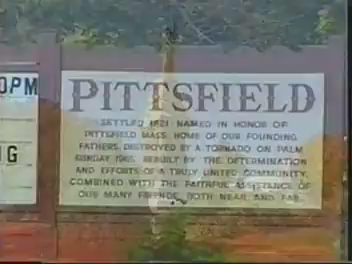 0PM
PITTSFIELD
SETTLED 1821. NAMED IN HONOR OF
PITTSFIELD MASS. HOME OF OUR FOUNDING
FATHERS. DESTROYED BY A TORNADO ON PALM
SUNDAY 1965. REBUILT BY THE DETERMINATION
AND EFFORTS OF A TRULY UNITED COMMUNITY,
COMBINED WITH THE FAITHFUL ASSISTANCE OF
OUR MANY FRIENDS, BOTH NEAR AND FAR.
G